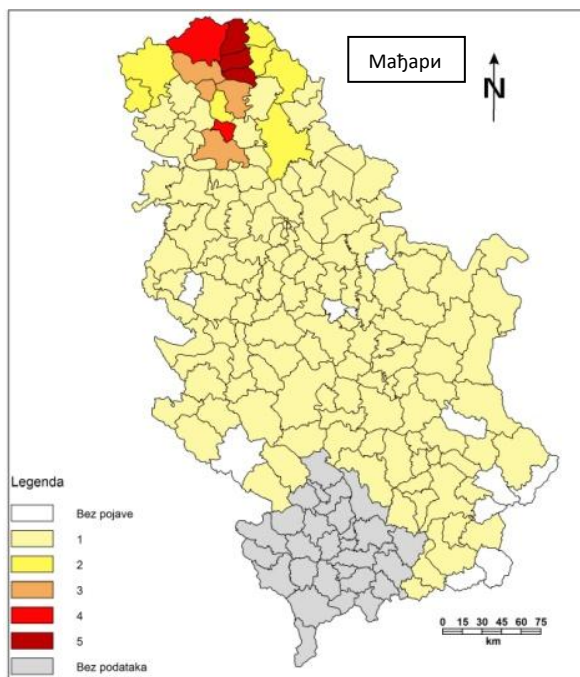 Мађари
N
Legenda
Bez pojave
1
2
3
4
5
Bez podataka
0 15 30 45 60 75
km